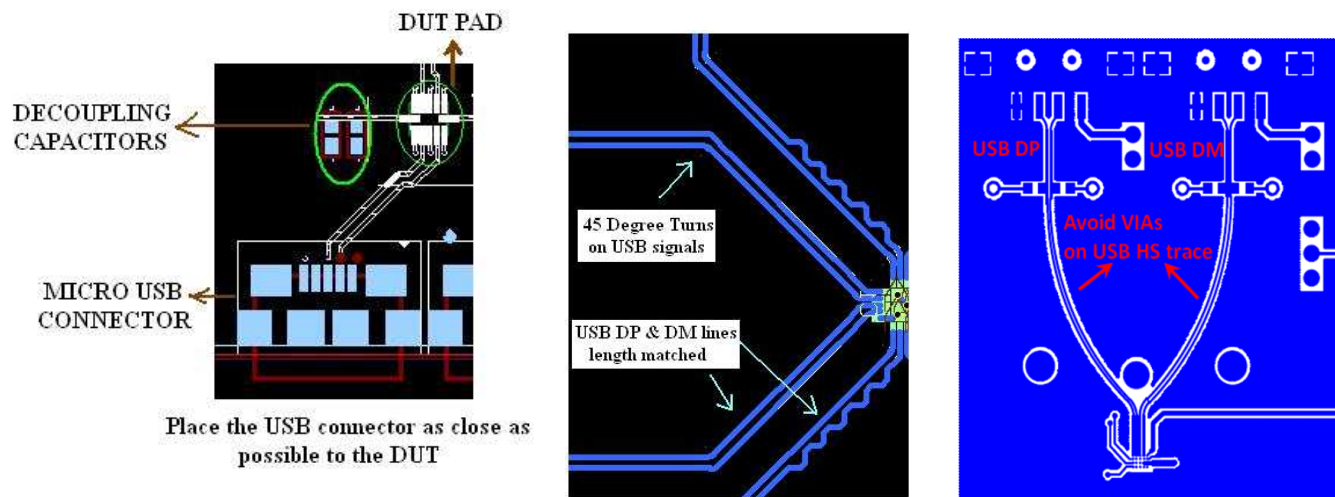 DUT PAD
DECOUPLING
CAPACITORS
MICRO USB
CONNECTOR
Place the USB connector as close as
possible to the DUT
45 Degree Turns
on USB signals
USB DP & DM lines
length matched
USB DP
USB DM
Avoid VIAs
on USB HS trace